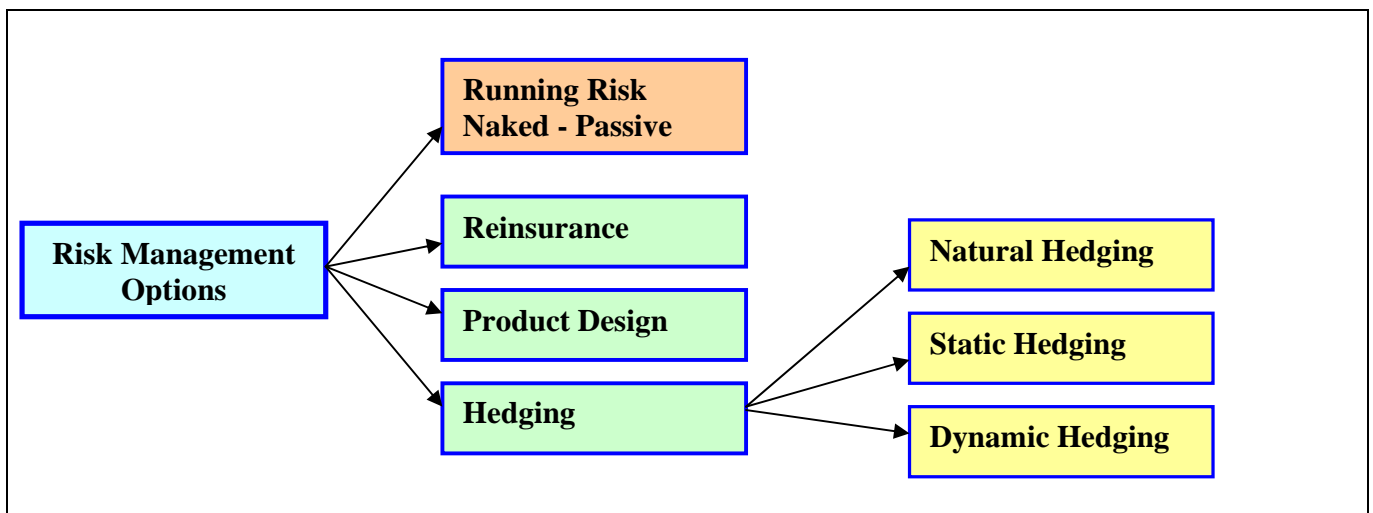 Running Risk
Naked - Passive
Reinsurance
Risk Management
Options
Product Design
Hedging
Natural Hedging
Static Hedging
Dynamic Hedging